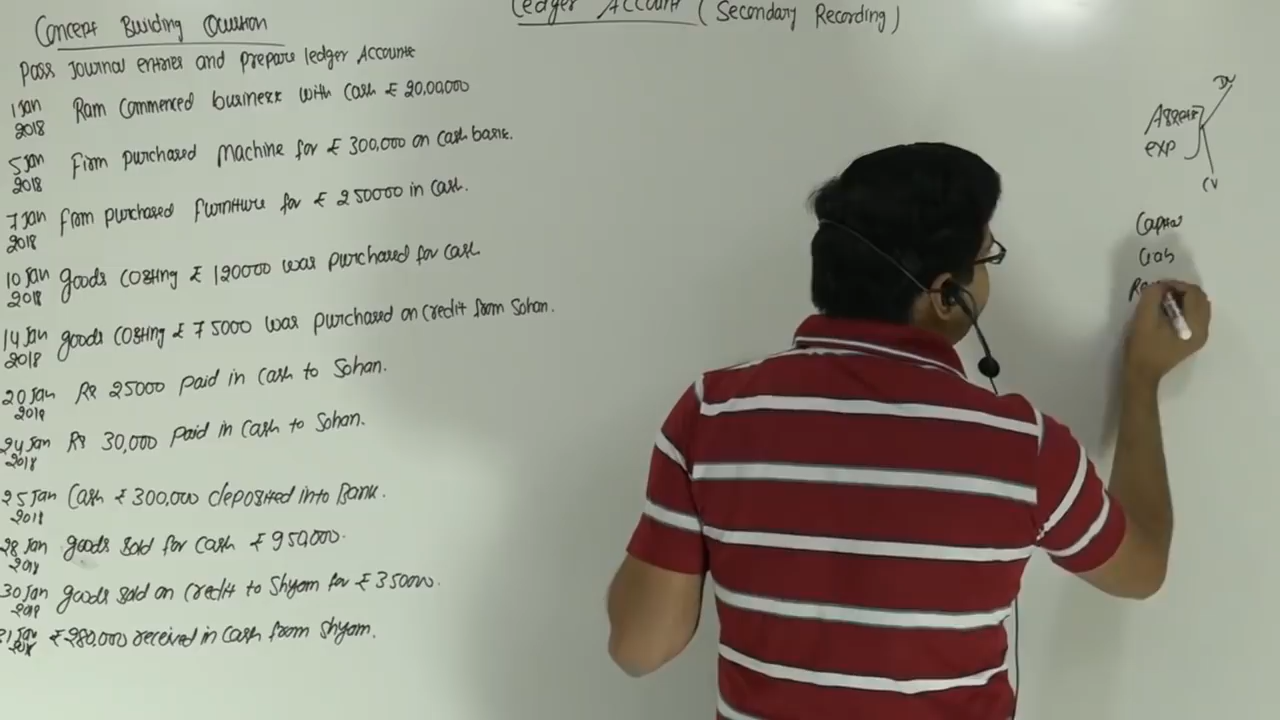 Ledger Account (Secondary Recording)
Concept Building Question
Pass Journal entries and prepare ledger Accounts
1 Jan 2018 Ram Commenced business with Cash ₹ 20,00,000
5 Jan 2018 Firm purchased Machine for ₹ 300,000 on cash basis.
7 Jan 2018 firm purchased furniture for ₹ 250000 in cash.
10 Jan 2018 goods costing ₹ 120000 was purchased for cash
14 Jan 2018 goods costing ₹ 75000 was purchased on credit from Sohan.
20 Jan 2018 Rs 25000 paid in cash to Sohan.
24 Jan 2018 Rs 30,000 paid in cash to Sohan.
25 Jan 2018 Cash ₹ 300,000 deposited into Bank.
28 Jan 2018 goods sold for cash ₹ 950,000.
30 Jan 2018 goods sold on credit to Shyam for ₹ 350000.
31 Jan 2018 ₹ 280,000 received in cash from Shyam.
Dr
Assets
exp
Cr
Capital